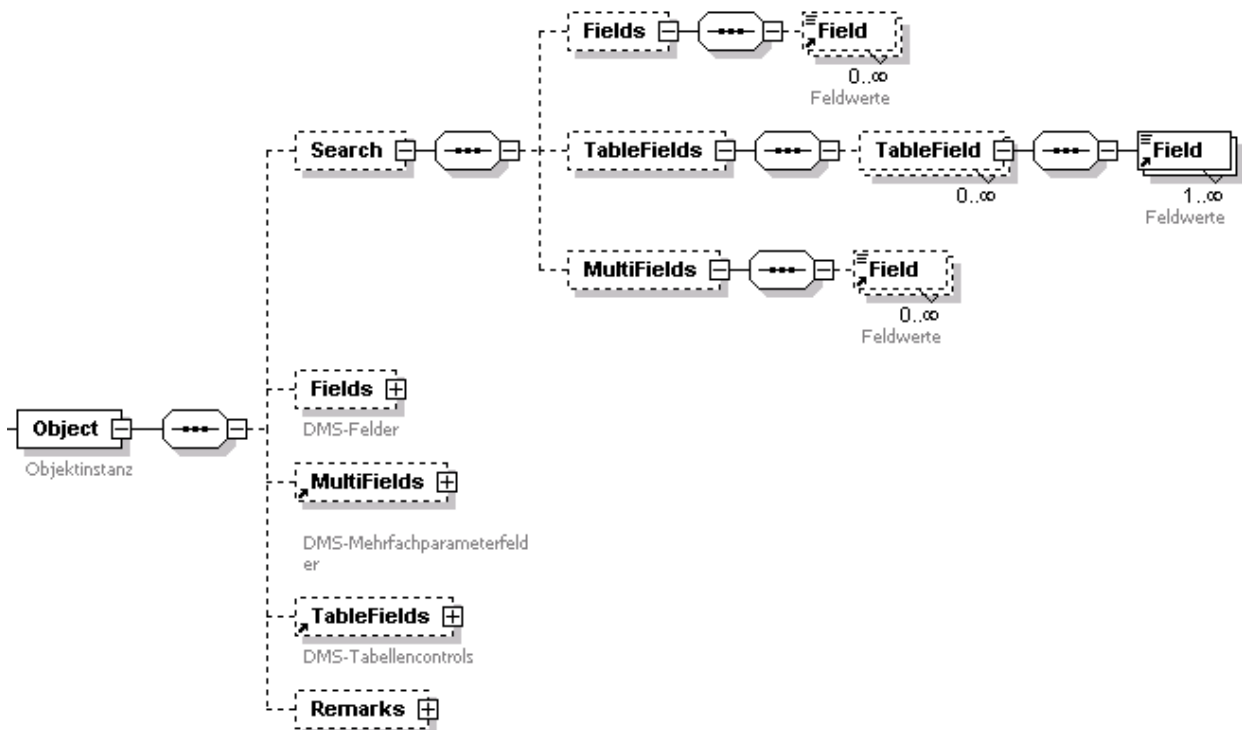 Fields
Field
0..∞
Feldwerte
Search
TableFields
TableField
Field
0..∞
1..∞
Feldwerte
MultiFields
Field
0..∞
Feldwerte
Fields
DMS-Felder
Object
Objektinstanz
MultiFields
DMS-Mehrfachparameterfeld
er
TableFields
DMS-Tabellencontrols
Remarks